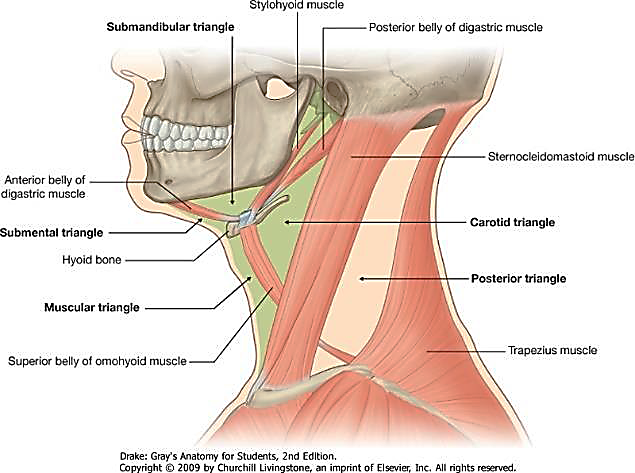 Stylohyoid muscle
Submandibular triangle
Posterior belly of digastric muscle
Sternocleidomastoid muscle
Anterior belly of
digastric muscle
Carotid triangle
Submental triangle
Hyoid bone
Posterior triangle
Muscular triangle
Trapezius muscle
Superior belly of omohyoid muscle
Drake: Gray's Anatomy for Students, 2nd Edition.
Copyright © 2009 by Churchill Livingstone, an imprint of Elsevier, Inc. All rights reserved.